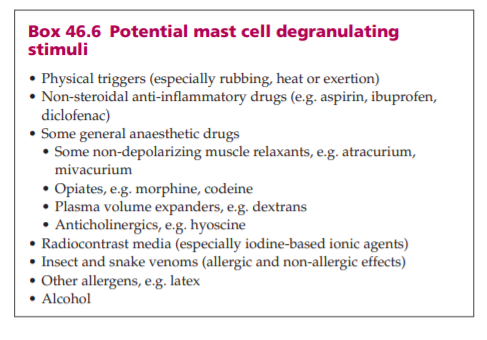 Box 46.6 Potential mast cell degranulating
stimuli
• Physical triggers (especially rubbing, heat or exertion)
• Non-steroidal anti-inflammatory drugs (e.g. aspirin, ibuprofen,
diclofenac)
• Some general anaesthetic drugs
• Some non-depolarizing muscle relaxants, e.g. atracurium,
mivacurium
• Opiates, e.g. morphine, codeine
• Plasma volume expanders, e.g. dextrans
• Anticholinergics, e.g. hyoscine
• Radiocontrast media (especially iodine-based ionic agents)
• Insect and snake venoms (allergic and non-allergic effects)
• Other allergens, e.g. latex
• Alcohol